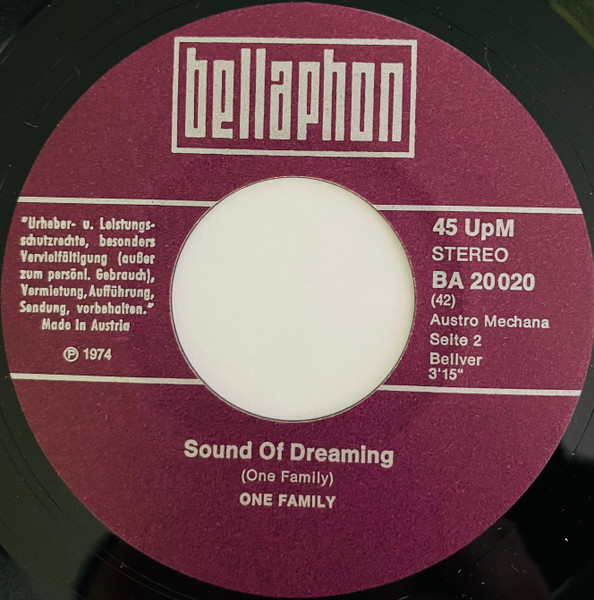 bellaphon
"Urheber- u. Leistungs-
schutzrechte, besonders
Vervielfältigung (außer
zum persönl. Gebrauch),
Vermietung, Aufführung,
Sendung, vorbehalten."
Made in Austria
℗ 1974
45 UpM
STEREO
BA 20020
(42)
Austro Mechana
Seite 2
Bellver
3'15"
Sound Of Dreaming
(One Family)
ONE FAMILY